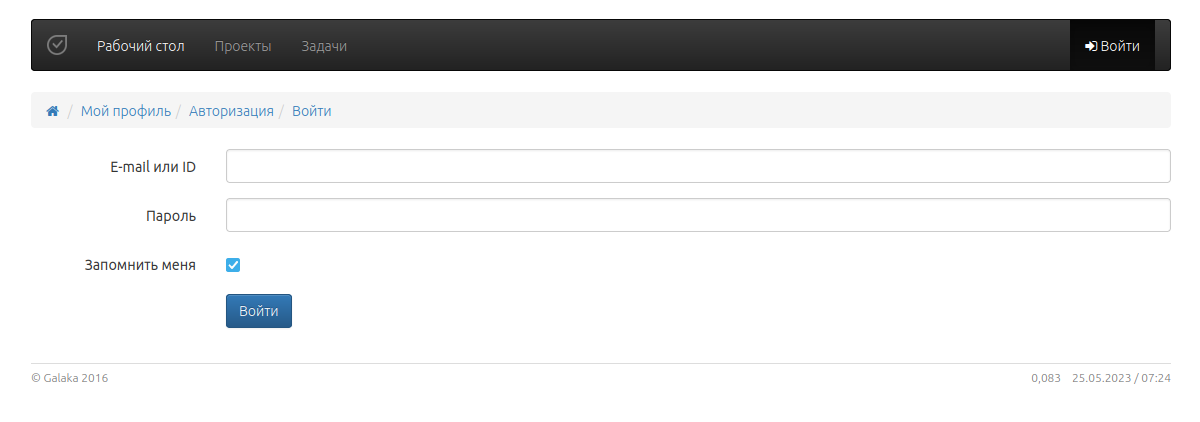 Рабочий стол Проекты Задачи Войти
/ Мой профиль / Авторизация / Войти
E-mail или ID
Пароль
Запомнить меня
Войти
© Galaka 2016 0,083 25.05.2023 / 07:24